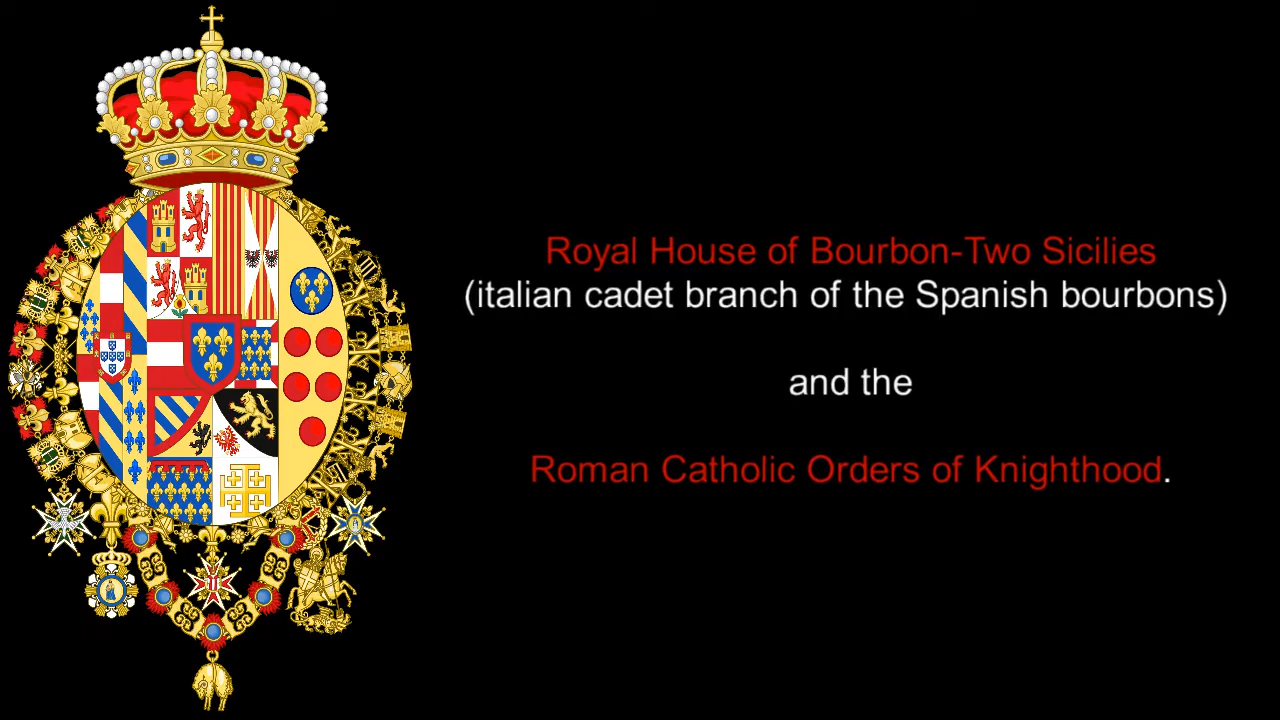 Royal House of Bourbon-Two Sicilies
(italian cadet branch of the Spanish bourbons)
and the
Roman Catholic Orders of Knighthood.